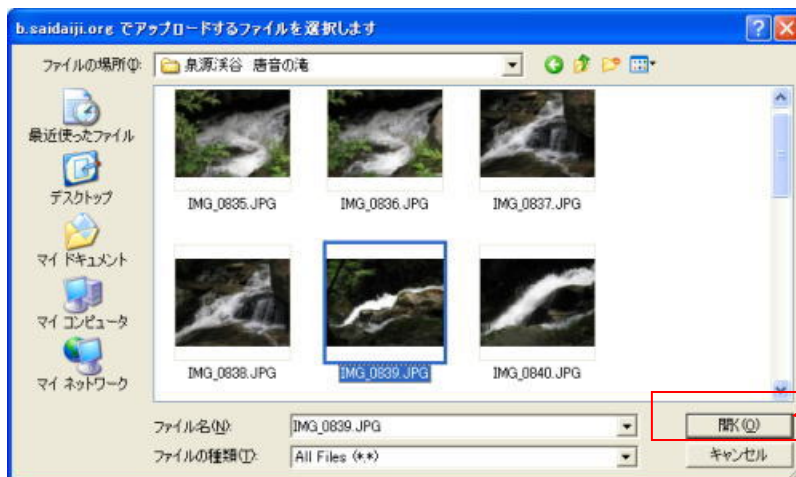 b.saidaiji.org でアップロードするファイルを選択します
ファイルの場所(I):
泉源渓谷 唐音の滝
最近使ったファイル
デスクトップ
マイ ドキュメント
マイ コンピュータ
マイ ネットワーク
IMG_0835.JPG
IMG_0836.JPG
IMG_0837.JPG
IMG_0838.JPG
IMG_0839.JPG
IMG_0840.JPG
ファイル名(N):
IMG_0839.JPG
開く(O)
ファイルの種類(T):
All Files (*.*)
キャンセル